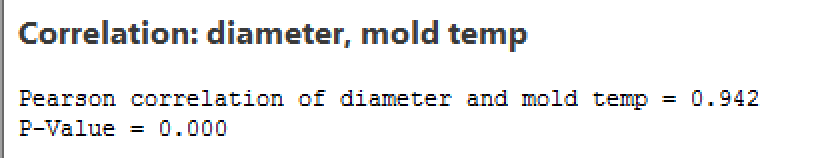 Correlation: diameter, mold temp
Pearson correlation of diameter and mold temp = 0.942
P-Value = 0.000